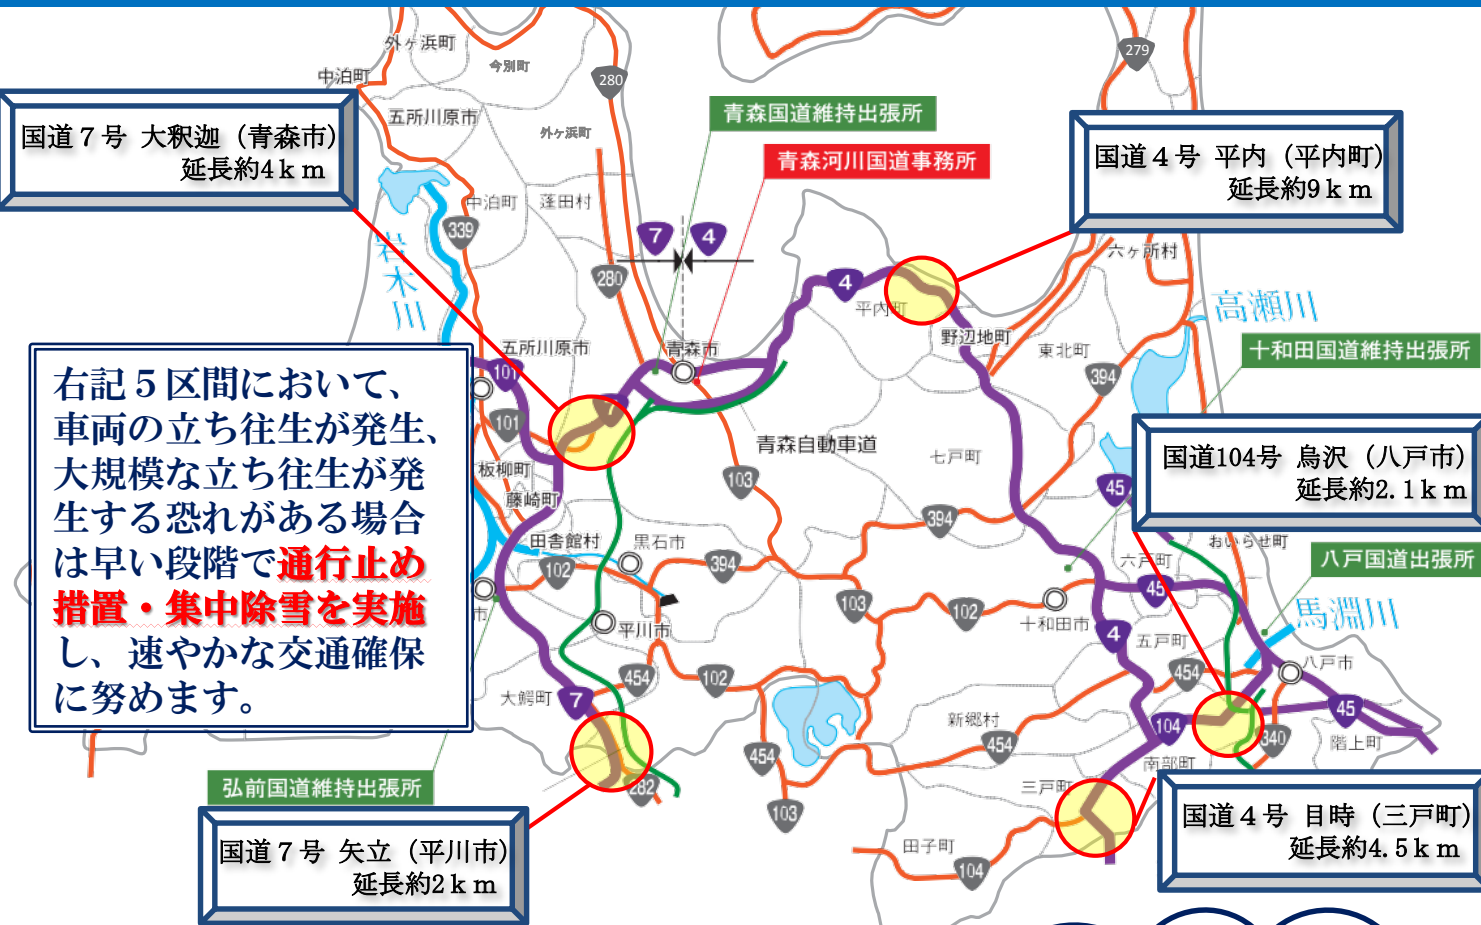 外ヶ浜町
今別町
中泊町
280
279
五所川原市
外ヶ浜町
国道７号 大釈迦（青森市）
延長約4ｋｍ
青森国道維持出張所
青森河川国道事務所
国道４号 平内（平内町）
延長約9ｋｍ
中泊町
蓬田村
339
7
4
岩木川
280
六ヶ所村
4
平内町
高瀬川
野辺地町
五所川原市
青森市
東北町
十和田国道維持出張所
101
394
7
101
右記５区間において、
車両の立ち往生が発生、
大規模な立ち往生が発
生する恐れがある場合
は早い段階で通行止め
措置・集中除雪を実施
し、速やかな交通確保
に努めます。
青森自動車道
七戸町
板柳町
103
45
国道104号 烏沢（八戸市）
延長約2.1ｋｍ
藤崎町
394
田舎館村
黒石市
おいらせ町
102
394
六戸町
八戸国道出張所
45
市
103
102
馬淵川
平川市
十和田市
4
五戸町
八戸市
454
102
454
大鰐町
7
新郷村
104
45
454
454
340
階上町
南部町
282
三戸町
弘前国道維持出張所
103
国道７号 矢立（平川市）
延長約2ｋｍ
田子町
104
国道４号 目時（三戸町）
延長約4.5ｋｍ